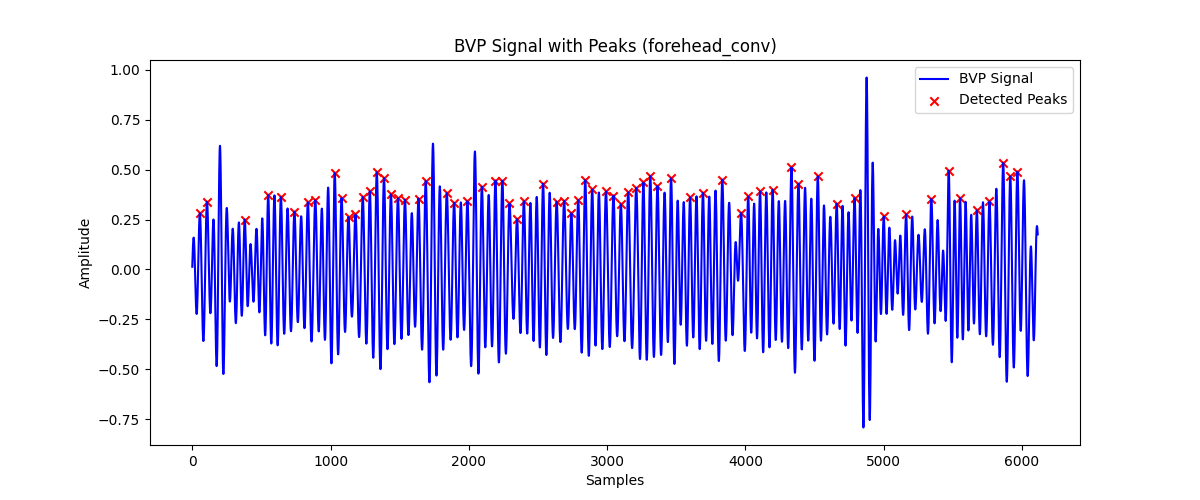 BVP Signal with Peaks (forehead_conv)
BVP Signal
Detected Peaks
1.00
0.75
0.50
0.25
0.00
−0.25
−0.50
−0.75
Amplitude
0 1000 2000 3000 4000 5000 6000
Samples